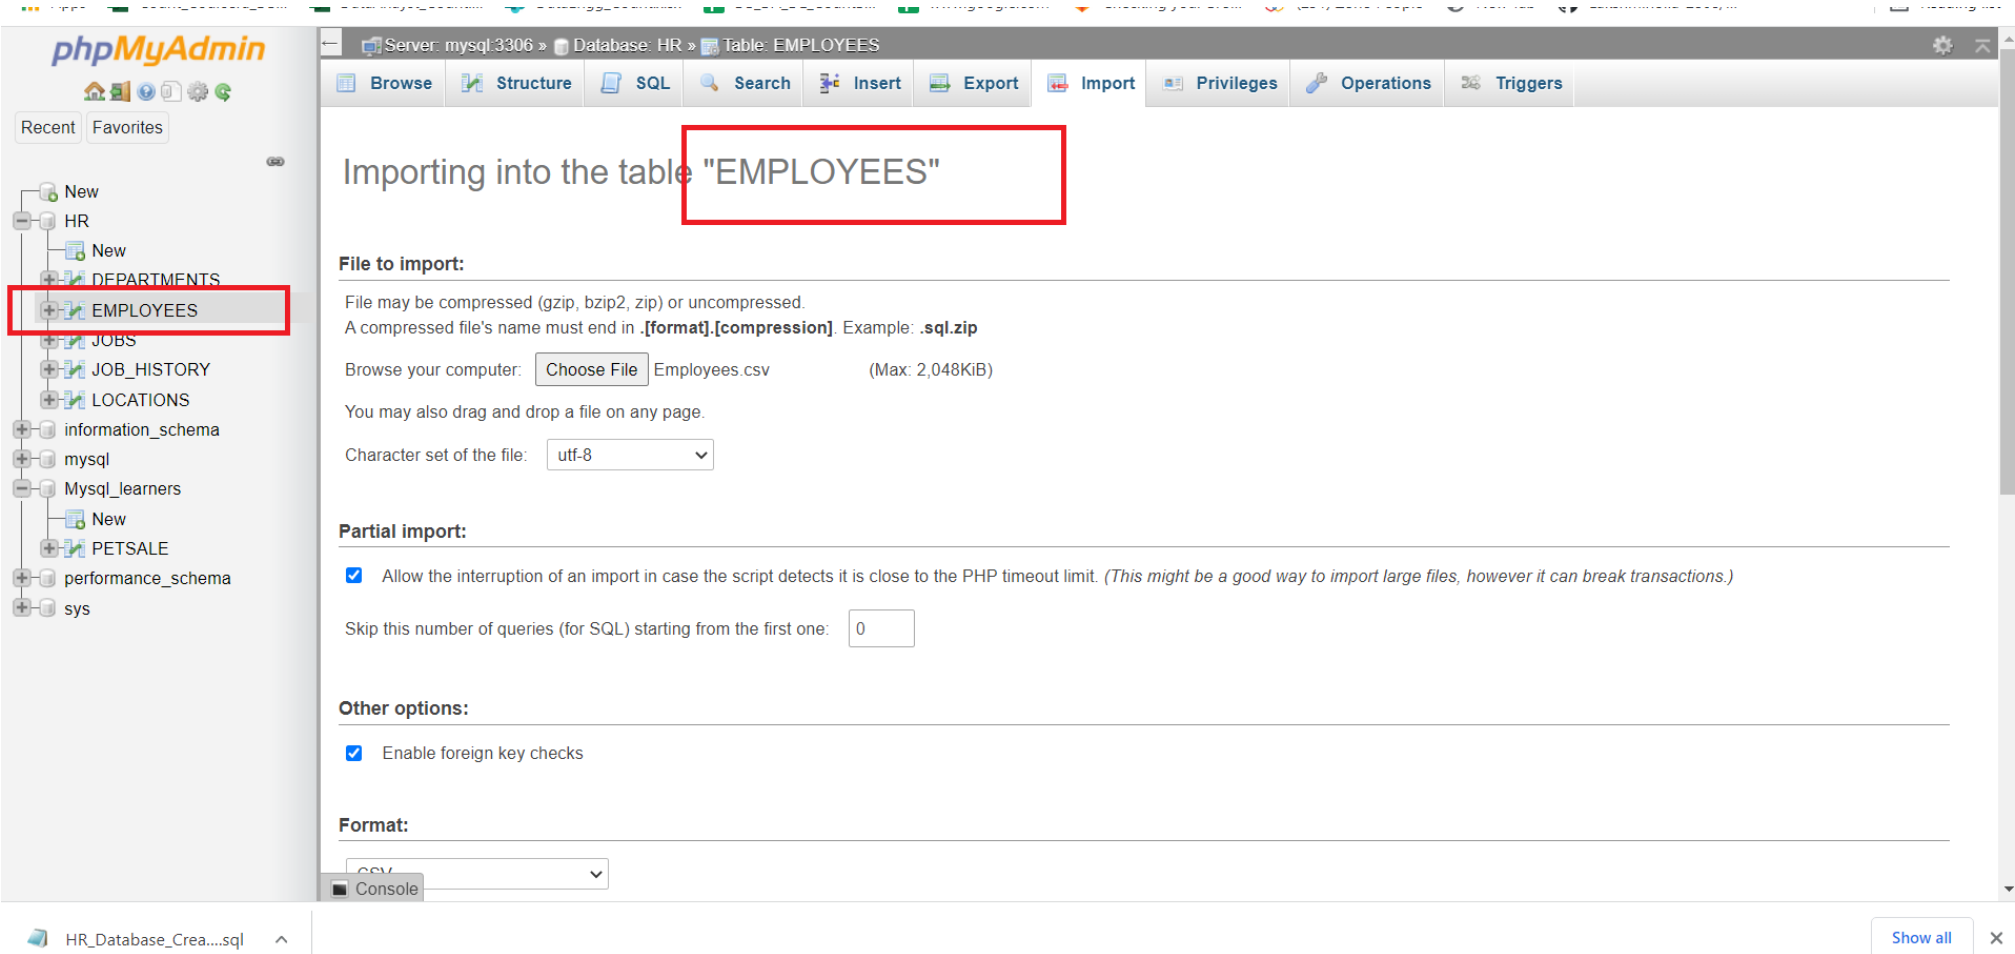 phpMyAdmin
Recent Favorites
New
HR
New
DEPARTMENTS
EMPLOYEES
JOBS
JOB_HISTORY
LOCATIONS
information_schema
mysql
Mysql_learners
New
PETSALE
performance_schema
sys
Server: mysql:3306 » Database: HR » Table: EMPLOYEES
Browse Structure SQL Search Insert Export Import Privileges Operations Triggers
Importing into the table "EMPLOYEES"
File to import:
File may be compressed (gzip, bzip2, zip) or uncompressed.
A compressed file's name must end in .[format].[compression]. Example: .sql.zip
Browse your computer: Choose File Employees.csv (Max: 2,048KiB)
You may also drag and drop a file on any page.
Character set of the file: utf-8
Partial import:
Allow the interruption of an import in case the script detects it is close to the PHP timeout limit. (This might be a good way to import large files, however it can break transactions.)
Skip this number of queries (for SQL) starting from the first one: 0
Other options:
Enable foreign key checks
Format:
CSV
Console
HR_Database_Crea....sql
Show all